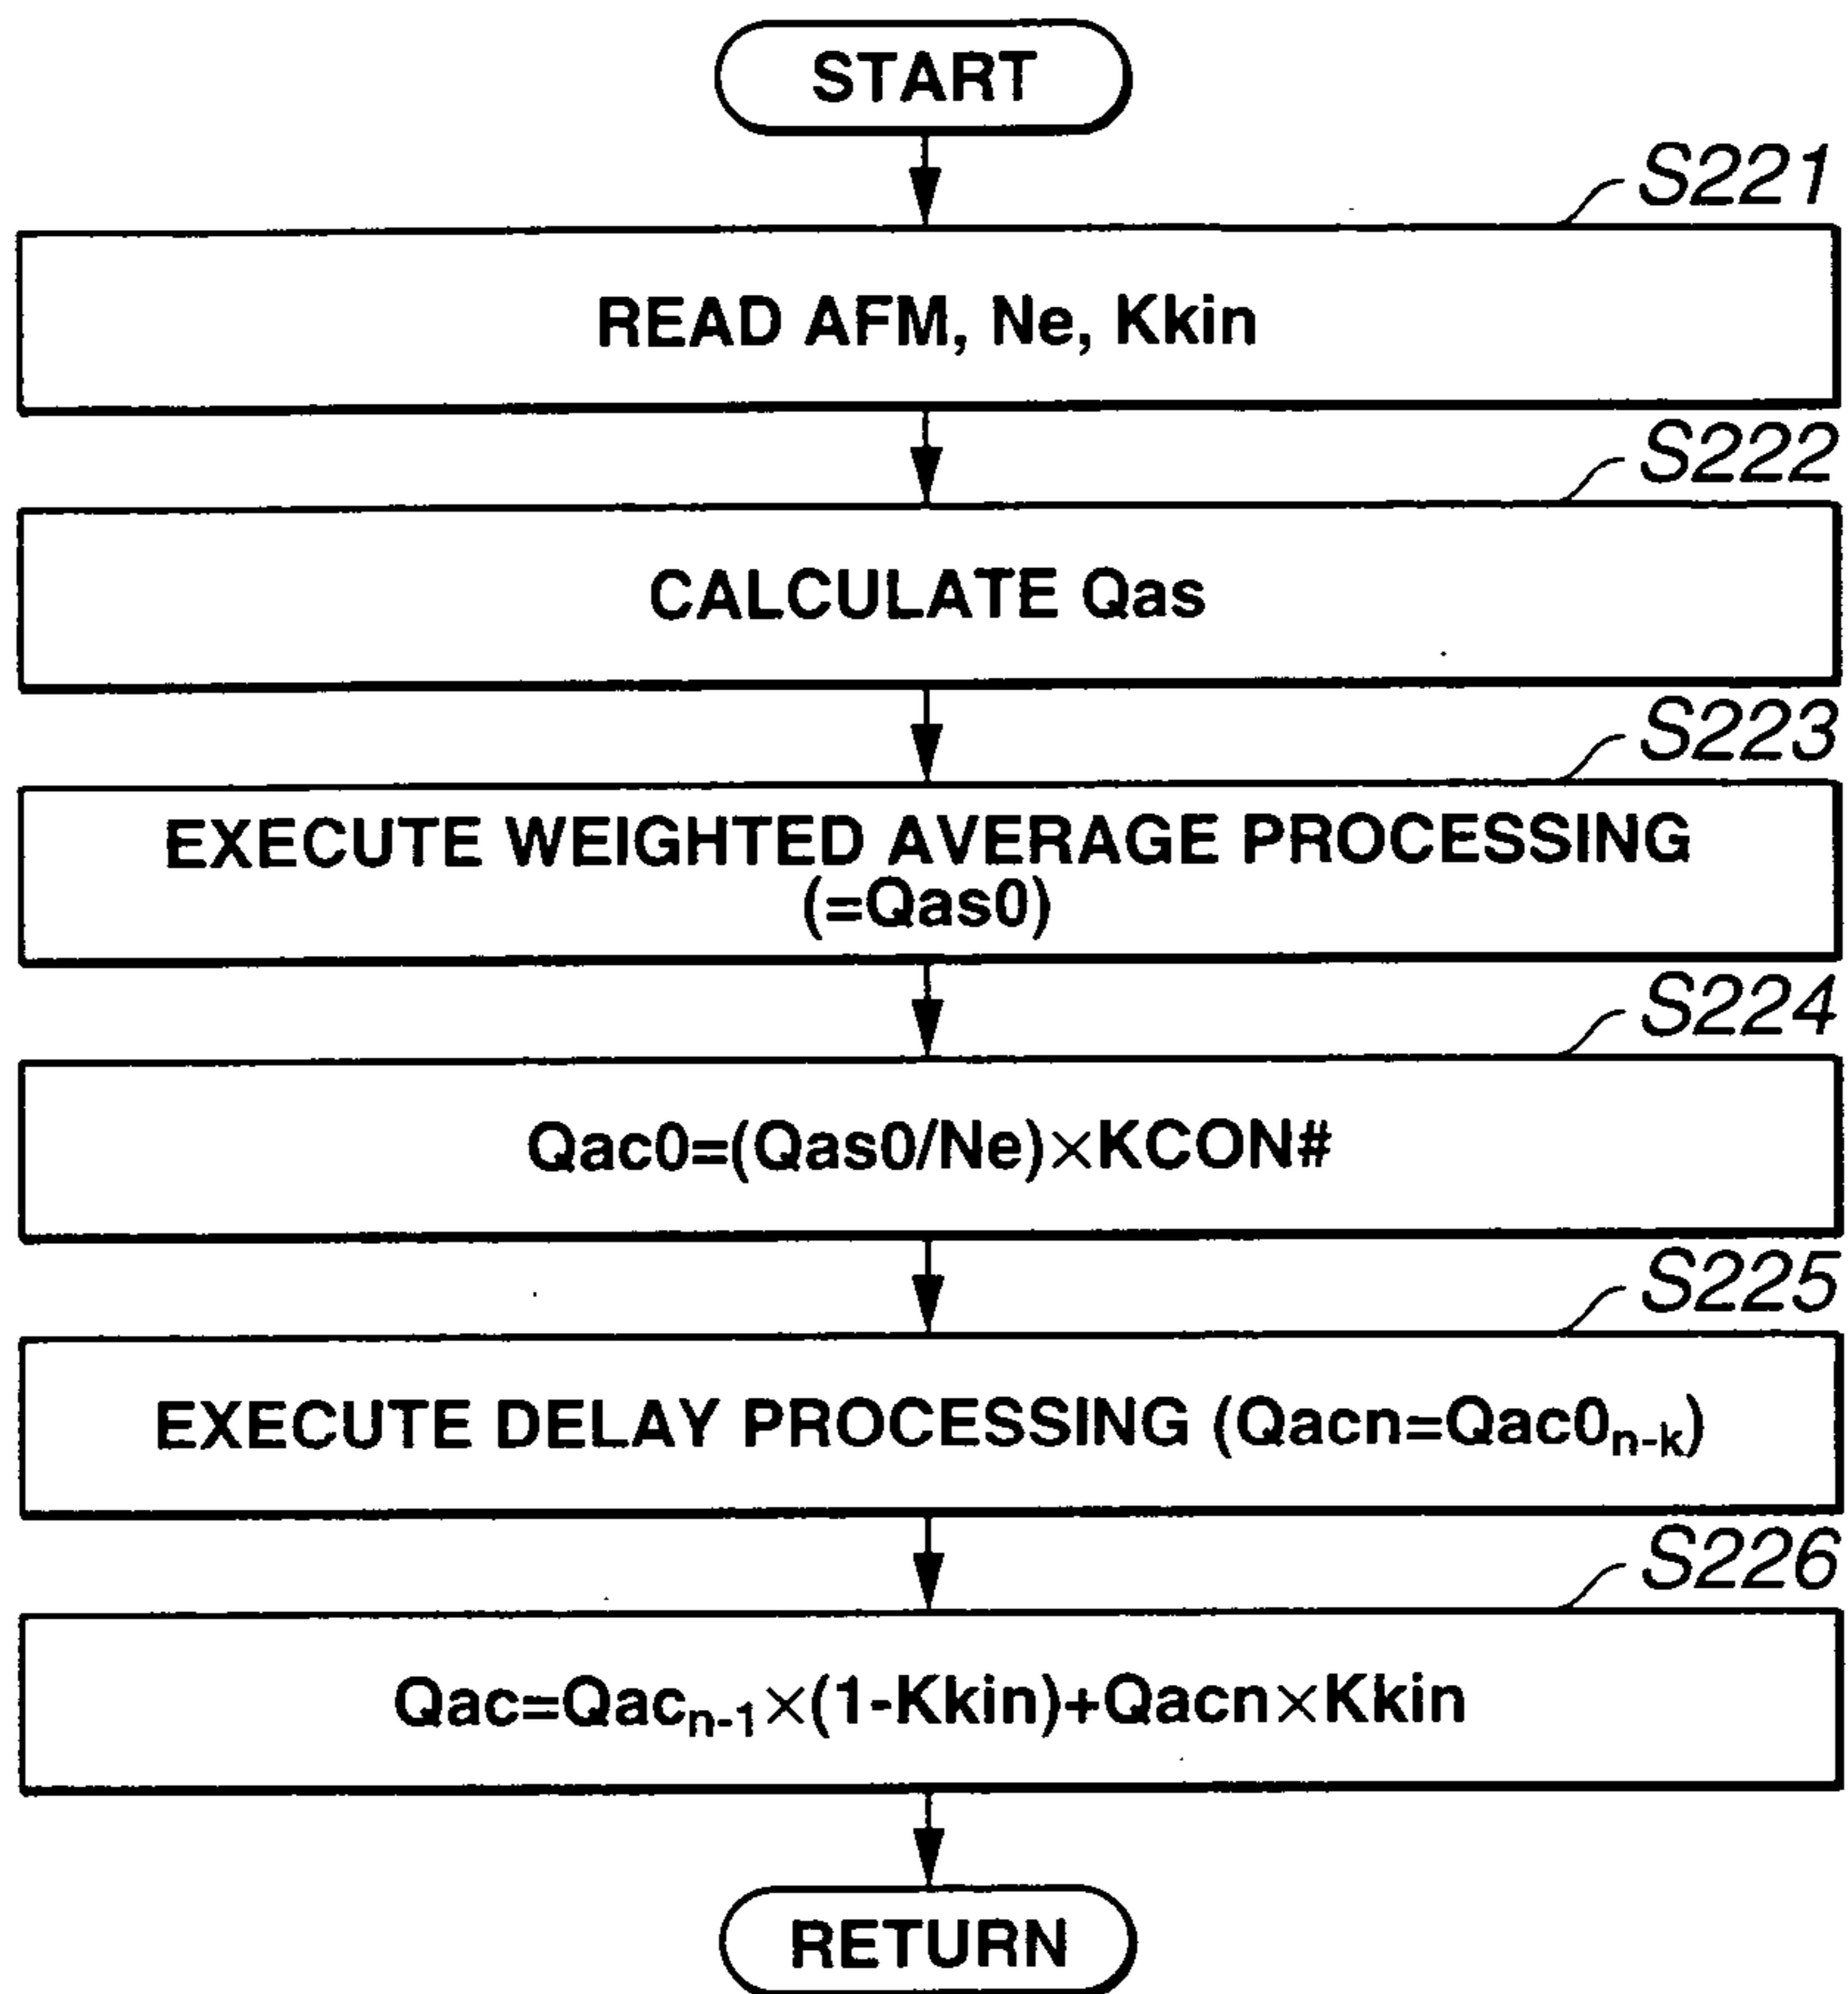 START
S221
READ AFM, Ne, Kkin
S222
CALCULATE Qas
S223
EXECUTE WEIGHTED AVERAGE PROCESSING
(=Qas0)
S224
Qac0=(Qas0/Ne)×KCON#
S225
EXECUTE DELAY PROCESSING (Qacn=Qac0n-k)
S226
Qac=Qacn-1×(1-Kkin)+Qacn×Kkin
RETURN